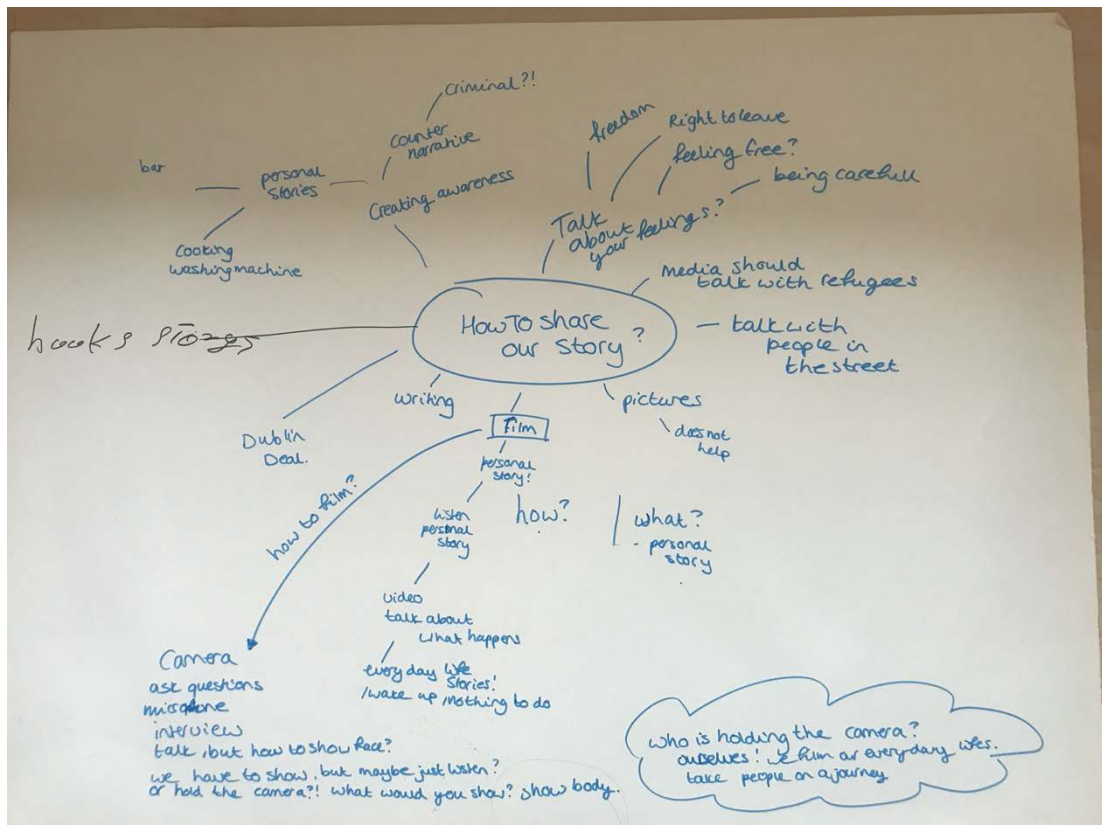 How To share
our story?
criminal?!
counter
narrative
Creating awareness
personal
stories
bar
cooking
washing machine
Talk
about
your feelings?
freedom
Right to leave
feeling free?
being carefull
media should
talk with refugees
talk with
people in
the street
pictures
does not
help
writing
Dublin
Deal.
Film
personal
story!
listen
personal
story
video
talk about
what happens
every day life
stories!
/wake up /nothing to do
how?
what?
- personal
story
how to film?
Camera
ask questions
microphone
interview
talk, but how to show face?
we have to show, but maybe just listen?
or hold the camera?! what would you show? show body..
who is holding the camera?
ourselves! we film our everyday lifes.
take people on a journey